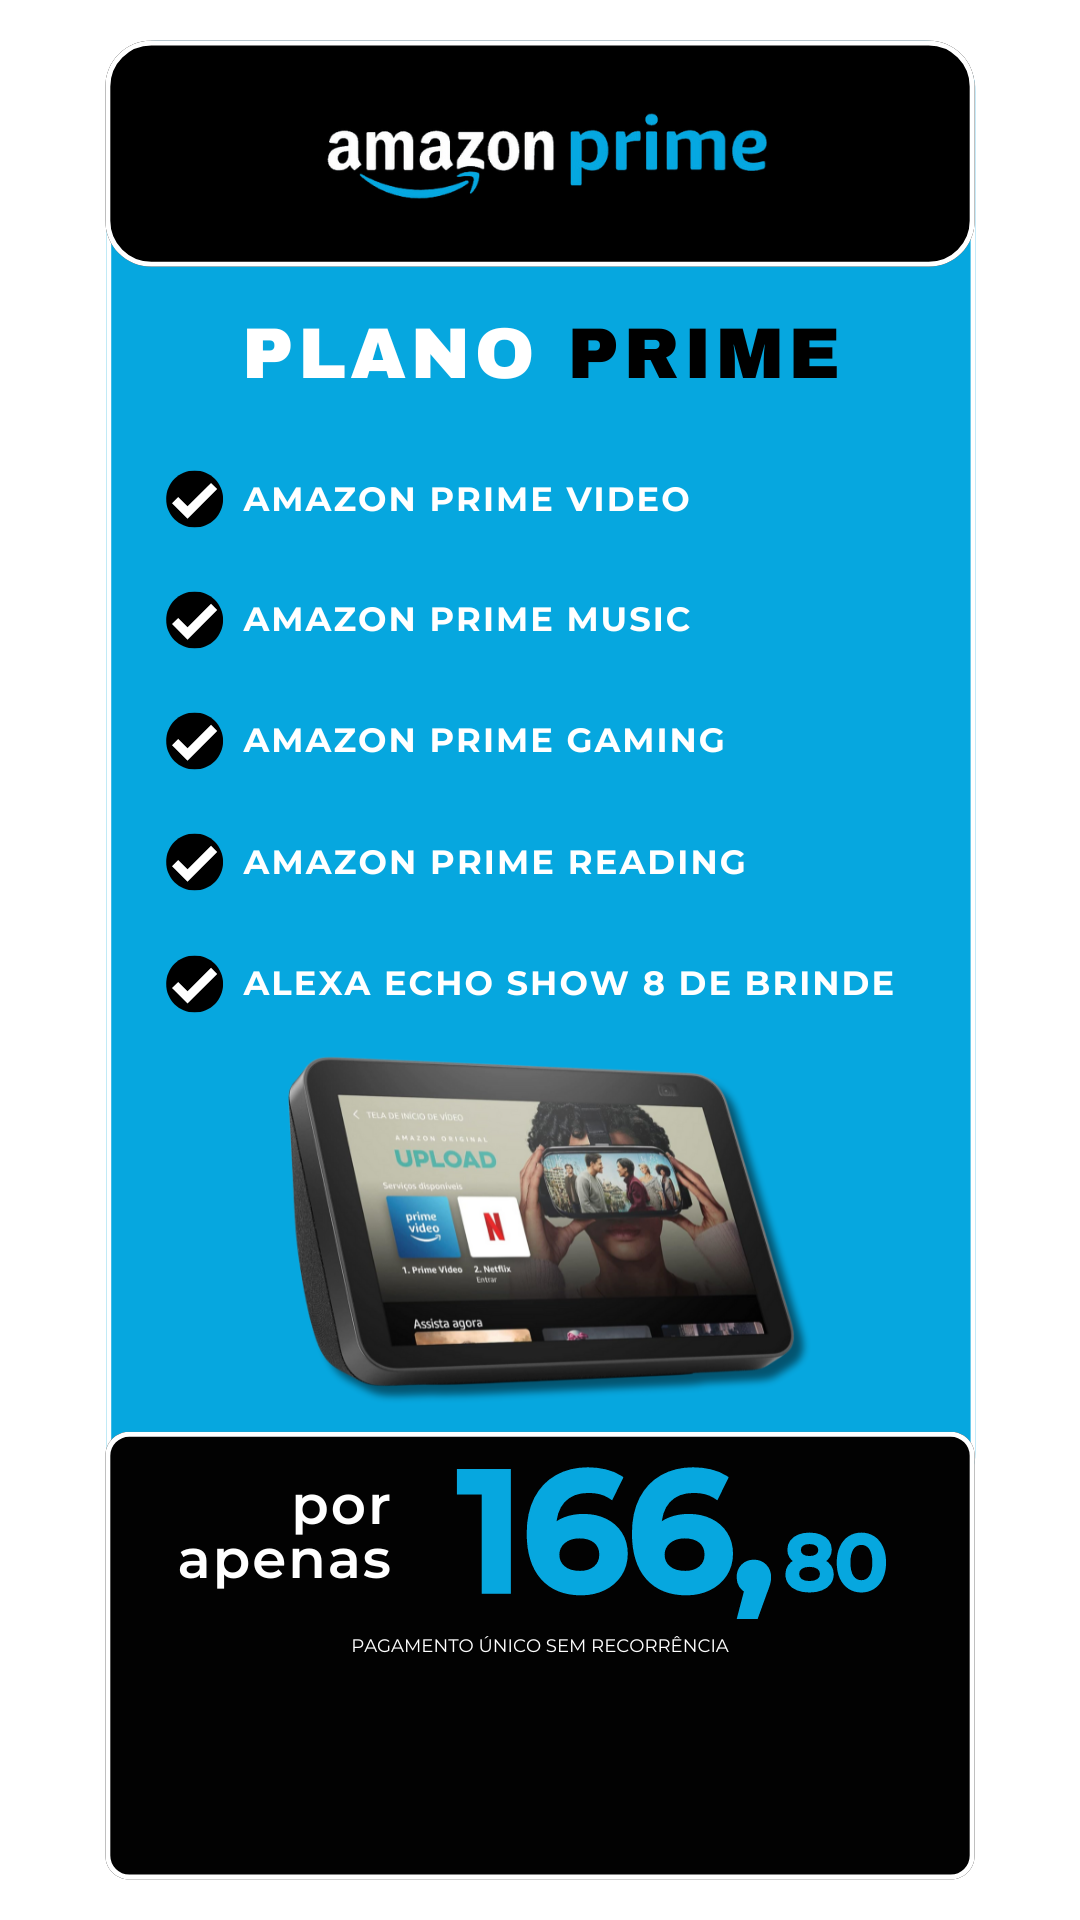 amazon prime
PLANO PRIME
AMAZON PRIME VIDEO
AMAZON PRIME MUSIC
AMAZON PRIME GAMING
AMAZON PRIME READING
ALEXA ECHO SHOW 8 DE BRINDE
TELA DE INÍCIO DE VÍDEO
AMAZON ORIGINAL
UPLOAD
Serviços disponíveis
prime
video
N
1. Prime Video 2. Netflix
Entrar
Assista agora
por
apenas
166,80
PAGAMENTO ÚNICO SEM RECORRÊNCIA